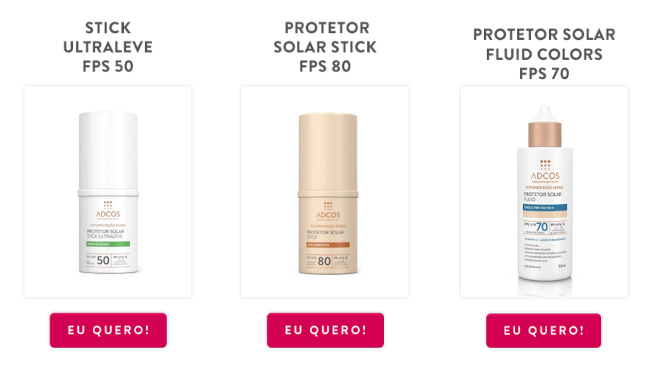 STICK
ULTRALEVE
FPS 50
PROTETOR
SOLAR STICK
FPS 80
PROTETOR SOLAR
FLUID COLORS
FPS 70
ADCOS
PROTETOR SOLAR
STICK ULTRALEVE
50
ADCOS
PROTETOR SOLAR
STICK
80
ADCOS
PROTETOR SOLAR
FLUID
70
EU QUERO!
EU QUERO!
EU QUERO!